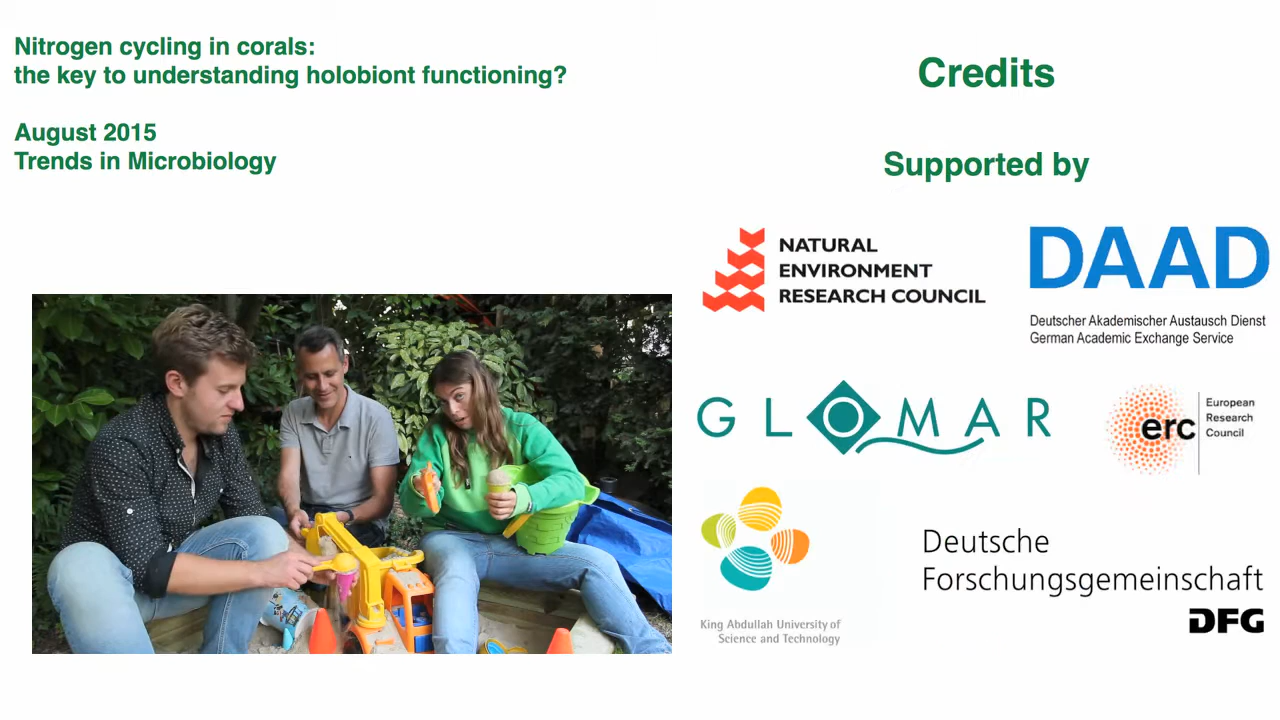 Nitrogen cycling in corals:
the key to understanding holobiont functioning?
August 2015
Trends in Microbiology
Credits
Supported by
NATURAL
ENVIRONMENT
RESEARCH COUNCIL
DAAD
Deutscher Akademischer Austausch Dienst
German Academic Exchange Service
GLOMAR
erc
European
Research
Council
King Abdullah University of
Science and Technology
Deutsche
Forschungsgemeinschaft
DFG